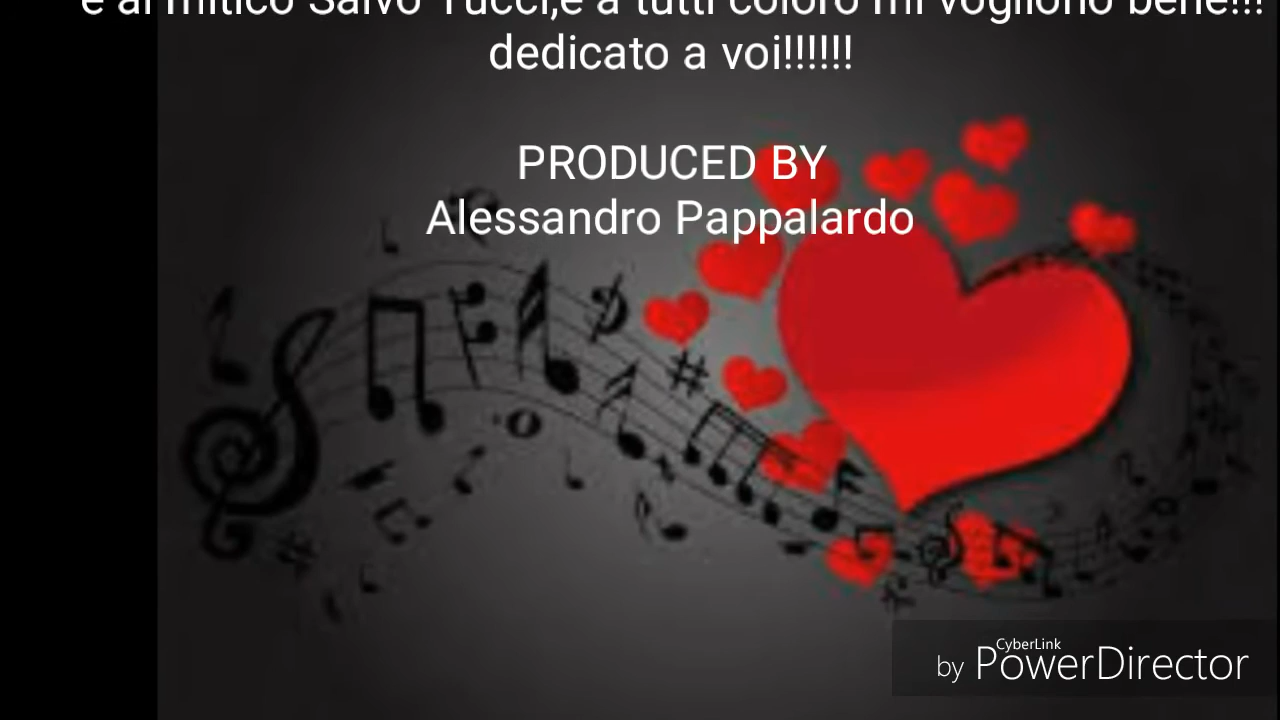 e al mitico Salvo Tucci,e a tutti coloro mi vogliono bene!!!
dedicato a voi!!!!!!
PRODUCED BY
Alessandro Pappalardo
by CyberLink PowerDirector